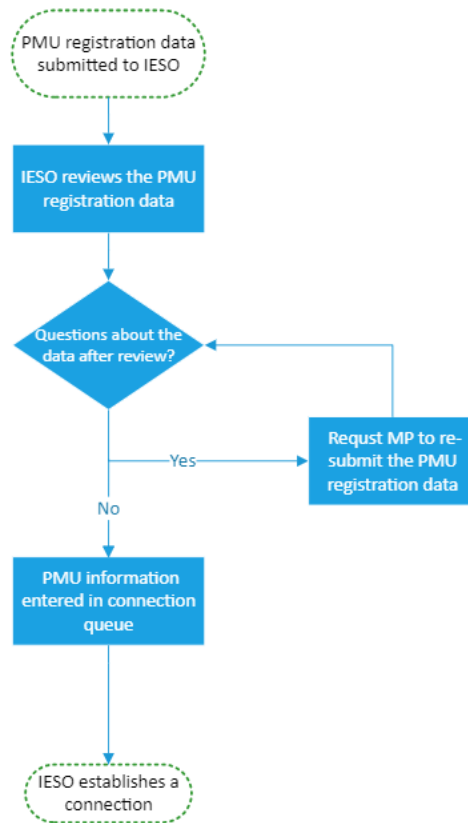 PMU registration data
submitted to IESO
IESO reviews the PMU
registration data
Questions about the
data after review?
Yes
Requst MP to re-
submit the PMU
registration data
No
PMU information
entered in connection
queue
IESO establishes a
connection